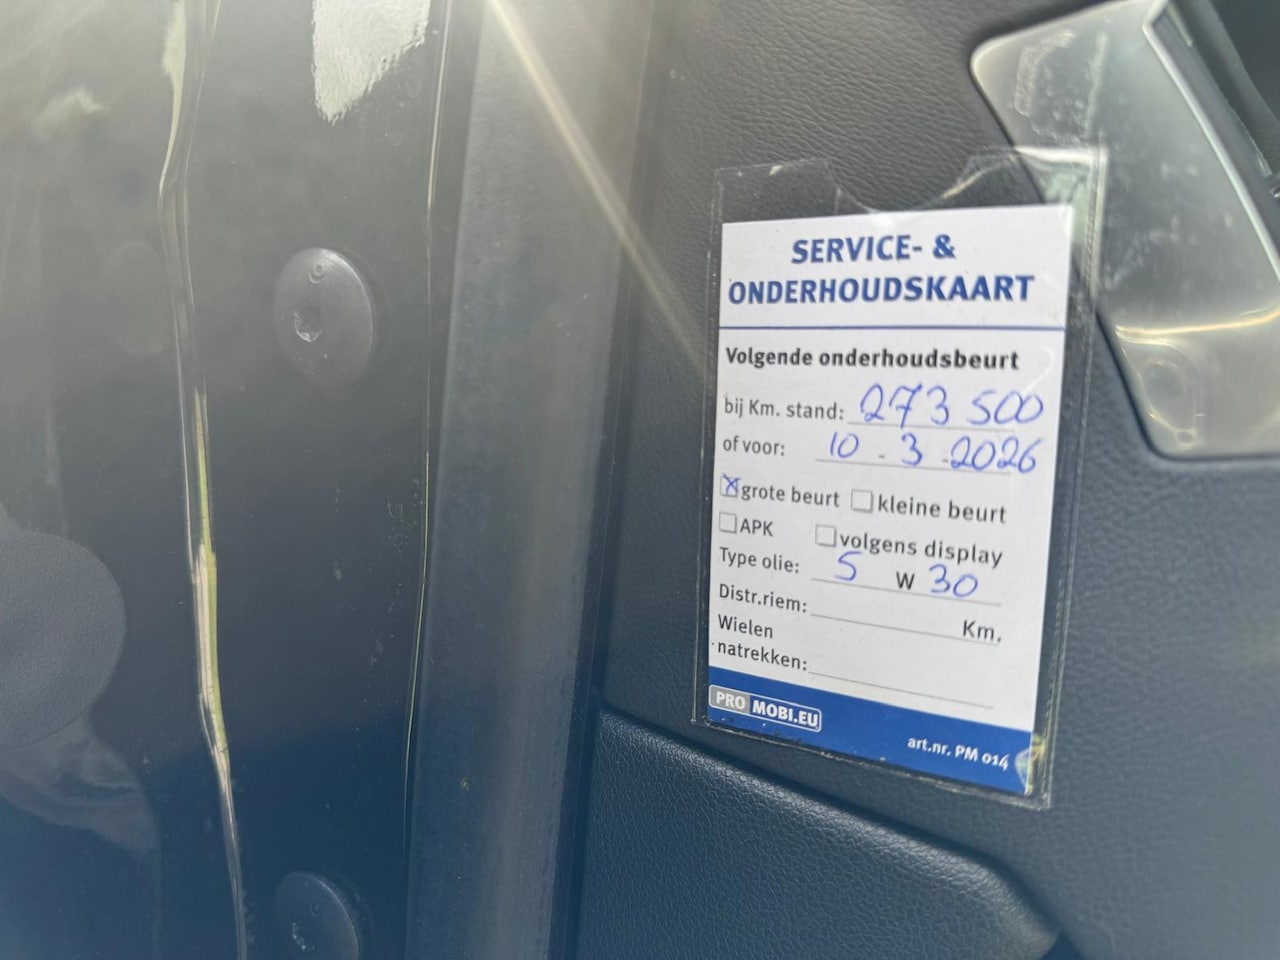 SERVICE- &
ONDERHOUDSKAART
Volgende onderhoudsbeurt
bij Km. stand: 273 500
of voor: 10 - 3 - 2026
grote beurt kleine beurt
APK volgens display
Type olie: 5 W 30
Distr.riem: Km.
Wielen
natrekken:
PRO MOBI.EU
art.nr. PM 014